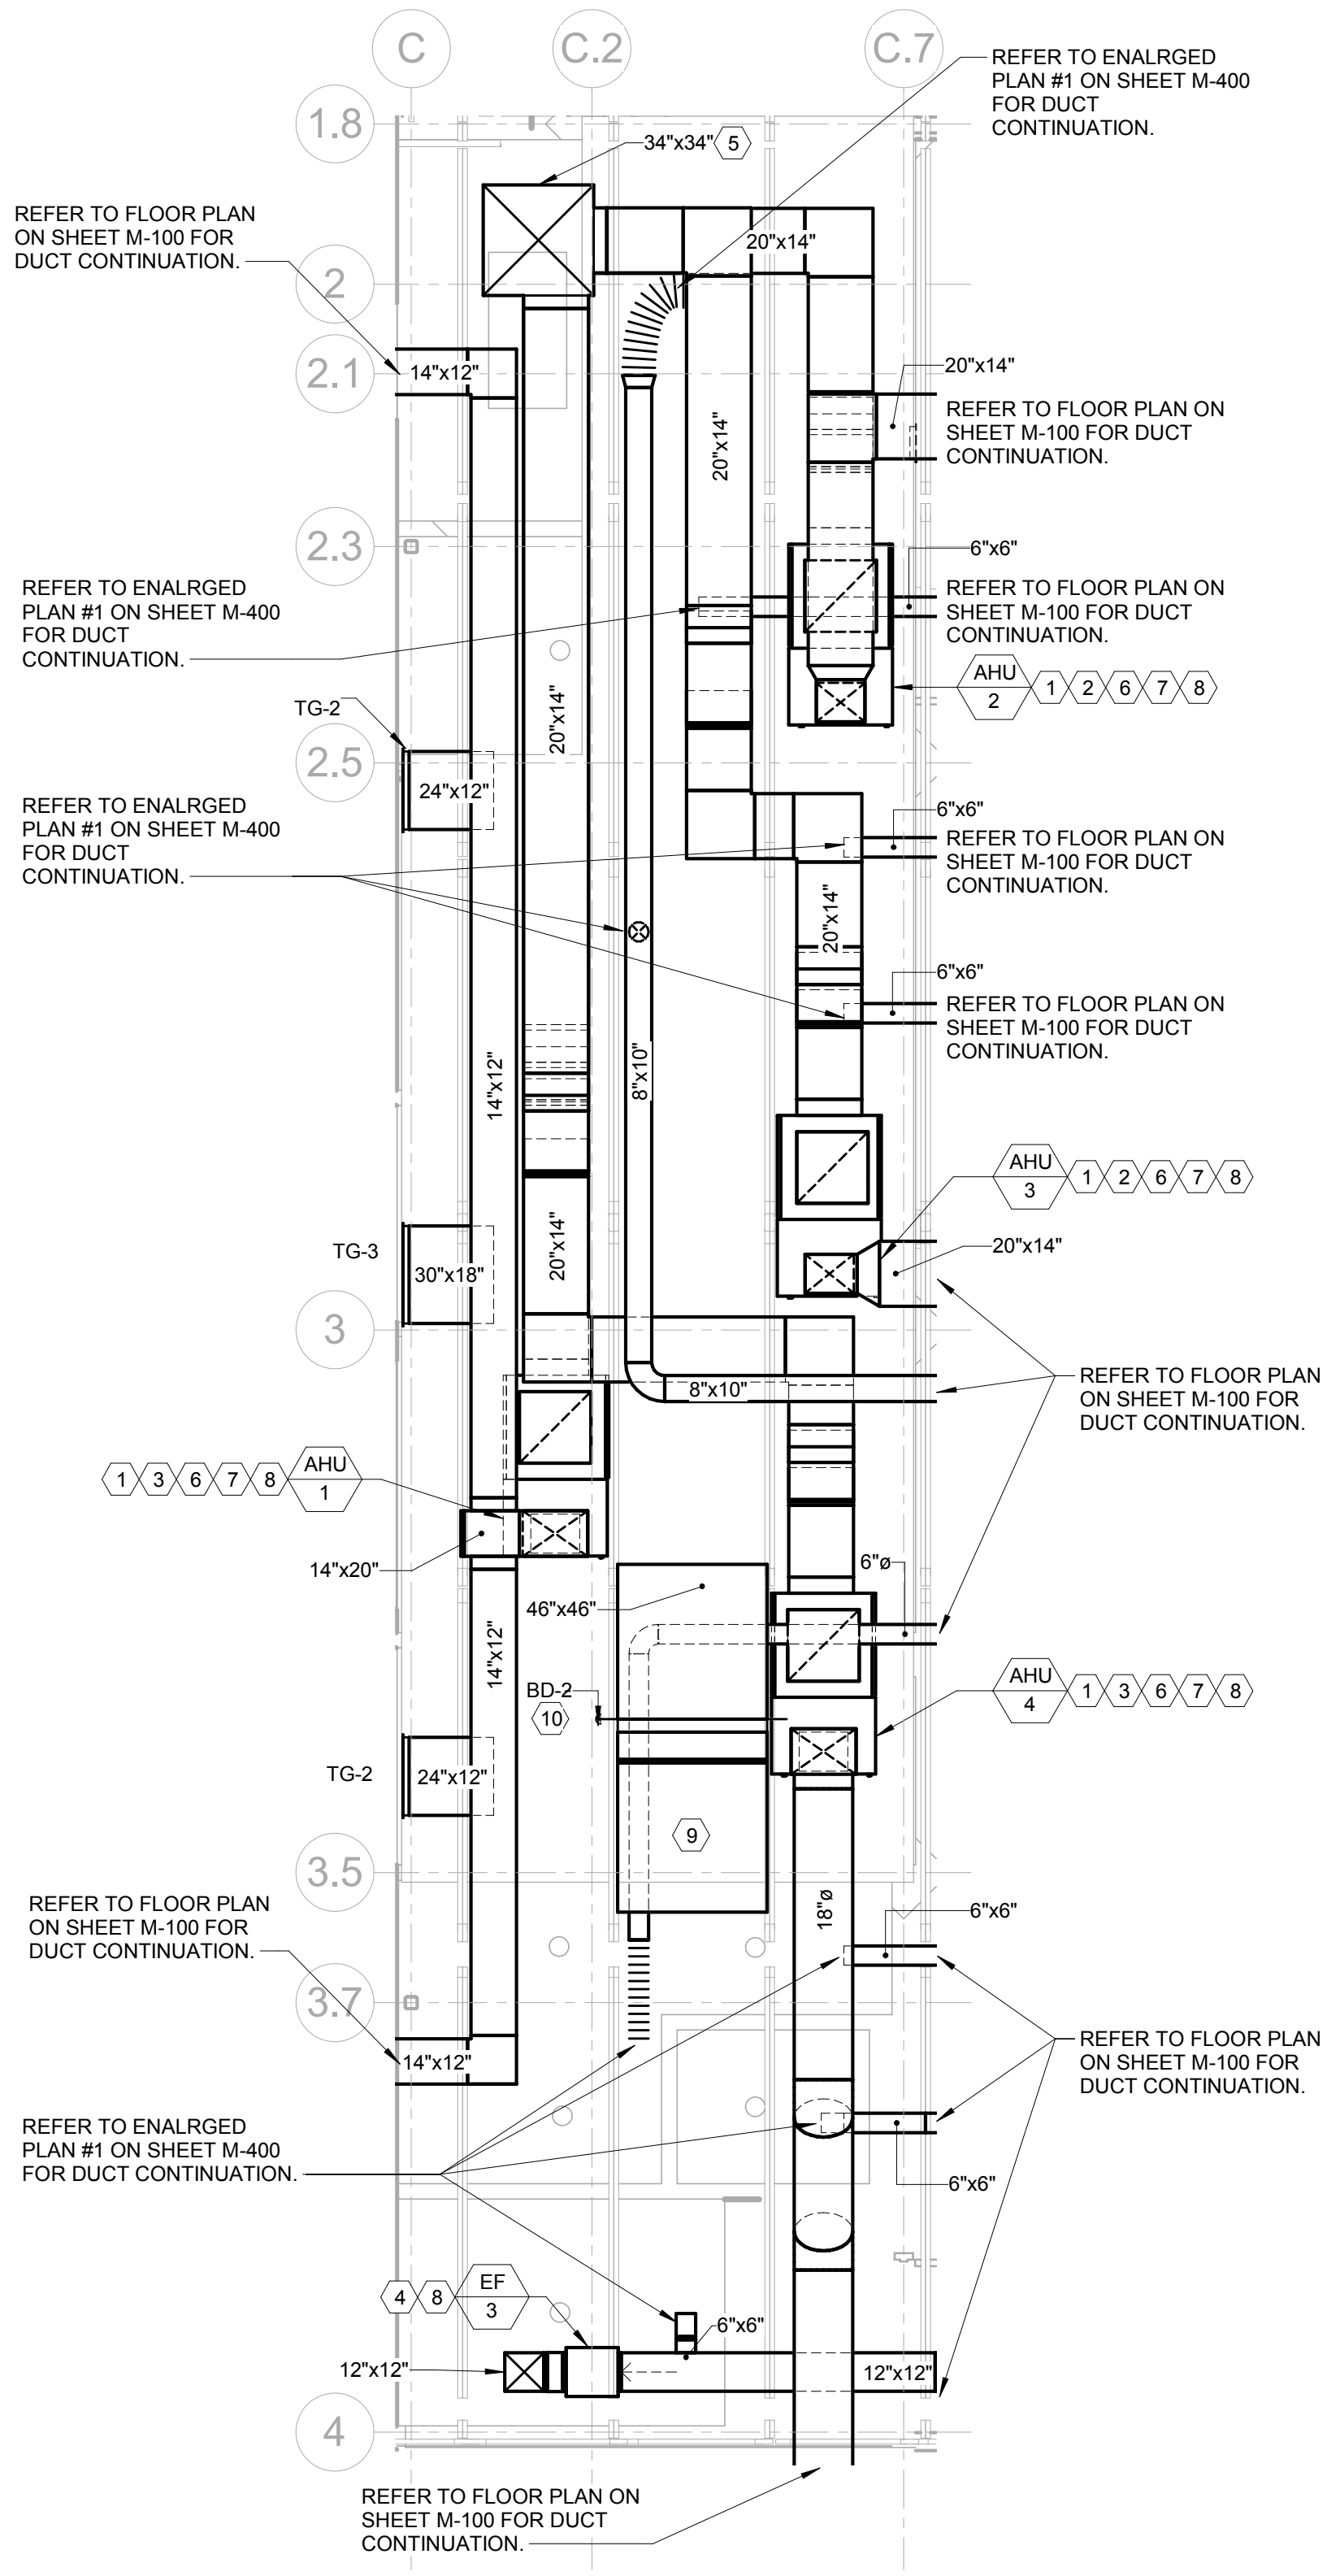 C
C.2
C.7
REFER TO ENALRGED
PLAN #1 ON SHEET M-400
FOR DUCT
CONTINUATION.
1.8
34"x34"
5
REFER TO FLOOR PLAN
ON SHEET M-100 FOR
DUCT CONTINUATION.
20"x14"
2
2.1
14"x12"
20"x14"
REFER TO FLOOR PLAN ON
SHEET M-100 FOR DUCT
CONTINUATION.
20"x14"
2.3
6"x6"
REFER TO ENALRGED
PLAN #1 ON SHEET M-400
FOR DUCT
CONTINUATION.
REFER TO FLOOR PLAN ON
SHEET M-100 FOR DUCT
CONTINUATION.
AHU
2
1
2
6
7
8
TG-2
20"x14"
2.5
24"x12"
REFER TO ENALRGED
PLAN #1 ON SHEET M-400
FOR DUCT
CONTINUATION.
6"x6"
REFER TO FLOOR PLAN ON
SHEET M-100 FOR DUCT
CONTINUATION.
20"x14"
6"x6"
REFER TO FLOOR PLAN ON
SHEET M-100 FOR DUCT
CONTINUATION.
14"x12"
8"x10"
AHU
3
1
2
6
7
8
TG-3
30"x18"
20"x14"
20"x14"
3
8"x10"
REFER TO FLOOR PLAN
ON SHEET M-100 FOR
DUCT CONTINUATION.
1
3
6
7
8
AHU
1
14"x20"
6"ø
46"x46"
14"x12"
BD-2
10
AHU
4
1
3
6
7
8
TG-2
24"x12"
9
3.5
REFER TO FLOOR PLAN
ON SHEET M-100 FOR
DUCT CONTINUATION.
18"ø
6"x6"
3.7
14"x12"
REFER TO FLOOR PLAN
ON SHEET M-100 FOR
DUCT CONTINUATION.
REFER TO ENALRGED
PLAN #1 ON SHEET M-400
FOR DUCT CONTINUATION.
6"x6"
4
8
EF
3
6"x6"
12"x12"
12"x12"
4
REFER TO FLOOR PLAN ON
SHEET M-100 FOR DUCT
CONTINUATION.